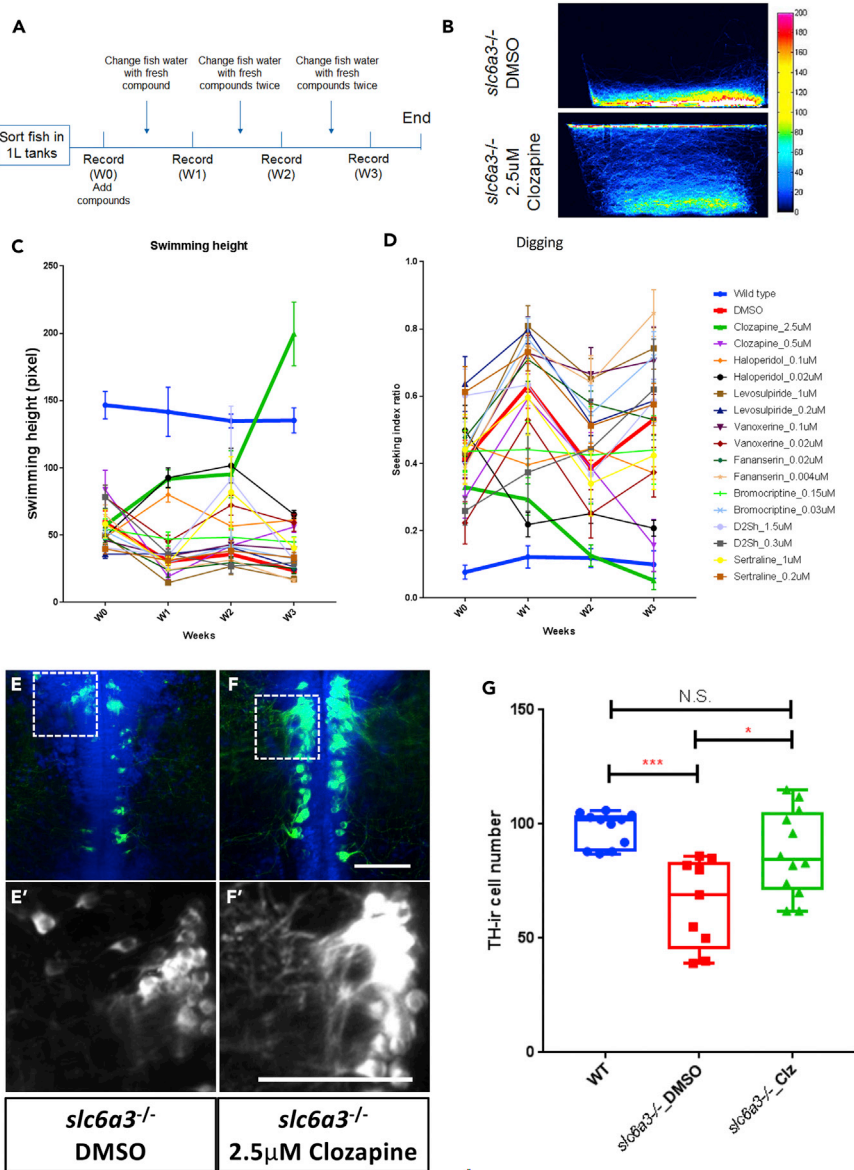 A
Change fish water
with fresh
compound
Change fish water
with fresh
compounds twice
Change fish water
with fresh
compounds twice
End
Sort fish in
1L tanks
Record
(W0)
Add
compounds
Record
(W1)
Record
(W2)
Record
(W3)
B
slc6a3-/-
DMSO
slc6a3-/-
2.5uM
Clozapine
200
180
160
140
120
100
80
60
40
20
0
C
Swimming height
swimming height (pixel)
250
200
150
100
50
0
W0
W1
W2
W3
Weeks
D
Digging
Seeking index ratio
1.0
0.8
0.6
0.4
0.2
0.0
W0
W1
W2
W3
Weeks
Wild type
DMSO
Clozapine_2.5uM
Clozapine_0.5uM
Haloperidol_0.1uM
Haloperidol_0.02uM
Levosulpiride_1uM
Levosulpiride_0.2uM
Vanoxerine_0.1uM
Vanoxerine_0.02uM
Fananserin_0.02uM
Fananserin_0.004uM
Bromocriptine_0.15uM
Bromocriptine_0.03uM
D2Sh_1.5uM
D2Sh_0.3uM
Sertraline_1uM
Sertraline_0.2uM
E
F
E'
F'
slc6a3-/-
DMSO
slc6a3-/-
2.5μM Clozapine
G
N.S.
*
***
TH-ir cell number
150
100
50
0
WT
slc6a3-/-_DMSO
slc6a3-/-_Clz